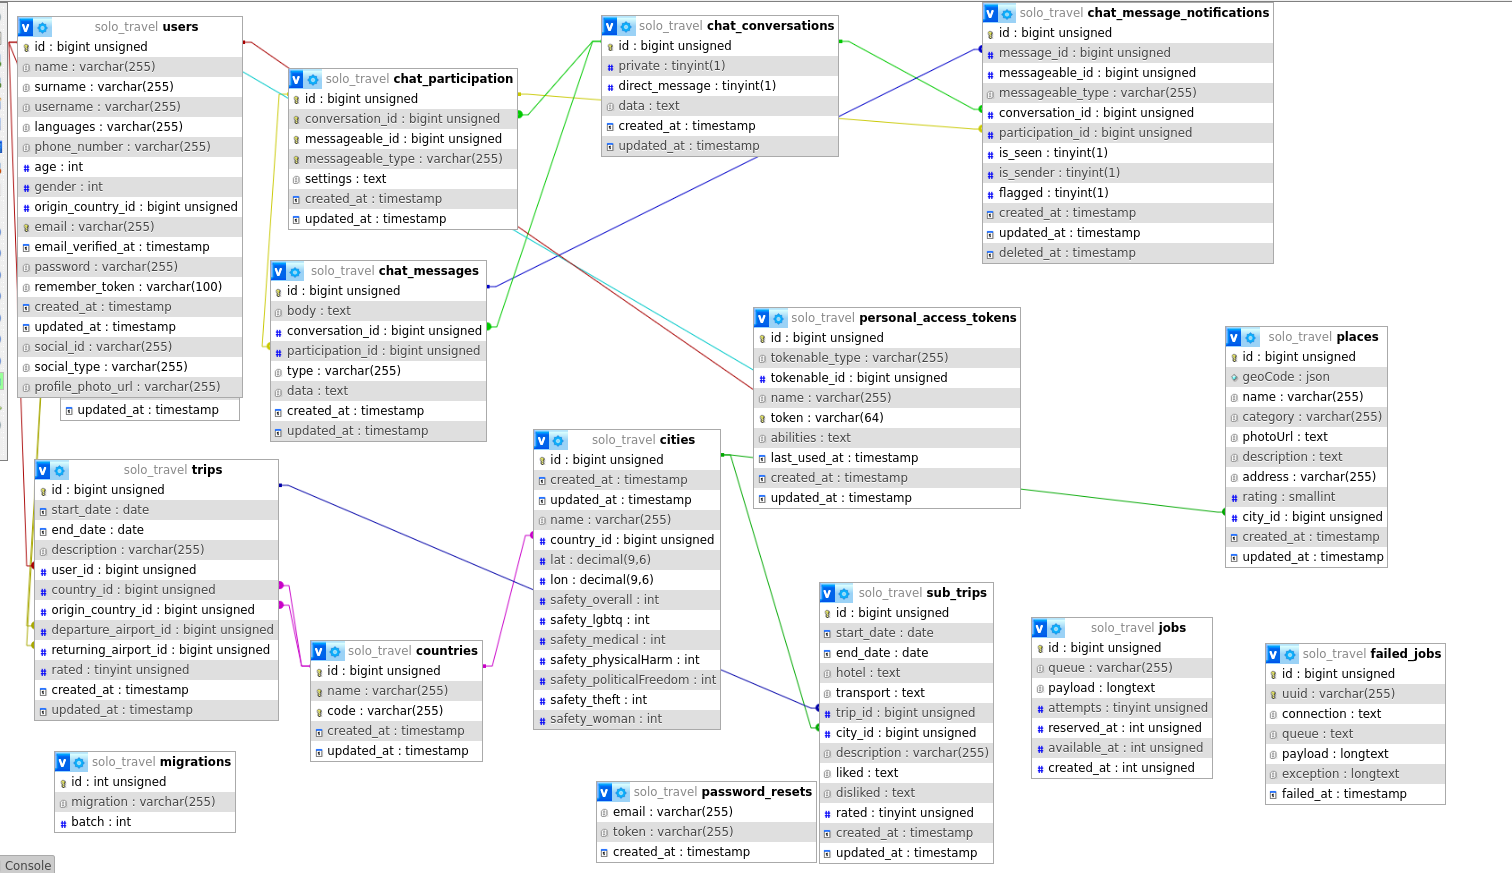 solo_travel users
id : bigint unsigned
name : varchar(255)
surname : varchar(255)
username : varchar(255)
languages : varchar(255)
phone_number : varchar(255)
age : int
gender : int
origin_country_id : bigint unsigned
email : varchar(255)
email_verified_at : timestamp
password : varchar(255)
remember_token : varchar(100)
created_at : timestamp
updated_at : timestamp
social_id : varchar(255)
social_type : varchar(255)
profile_photo_url : varchar(255)
updated_at : timestamp
solo_travel chat_participation
id : bigint unsigned
conversation_id : bigint unsigned
messageable_id : bigint unsigned
messageable_type : varchar(255)
settings : text
created_at : timestamp
updated_at : timestamp
solo_travel chat_conversations
id : bigint unsigned
private : tinyint(1)
direct_message : tinyint(1)
data : text
created_at : timestamp
updated_at : timestamp
solo_travel chat_message_notifications
id : bigint unsigned
message_id : bigint unsigned
messageable_id : bigint unsigned
messageable_type : varchar(255)
conversation_id : bigint unsigned
participation_id : bigint unsigned
is_seen : tinyint(1)
is_sender : tinyint(1)
flagged : tinyint(1)
created_at : timestamp
updated_at : timestamp
deleted_at : timestamp
solo_travel chat_messages
id : bigint unsigned
body : text
conversation_id : bigint unsigned
participation_id : bigint unsigned
type : varchar(255)
data : text
created_at : timestamp
updated_at : timestamp
solo_travel personal_access_tokens
id : bigint unsigned
tokenable_type : varchar(255)
tokenable_id : bigint unsigned
name : varchar(255)
token : varchar(64)
abilities : text
last_used_at : timestamp
created_at : timestamp
updated_at : timestamp
solo_travel places
id : bigint unsigned
geoCode : json
name : varchar(255)
category : varchar(255)
photoUrl : text
description : text
address : varchar(255)
rating : smallint
city_id : bigint unsigned
created_at : timestamp
updated_at : timestamp
solo_travel trips
id : bigint unsigned
start_date : date
end_date : date
description : varchar(255)
user_id : bigint unsigned
country_id : bigint unsigned
origin_country_id : bigint unsigned
departure_airport_id : bigint unsigned
returning_airport_id : bigint unsigned
rated : tinyint unsigned
created_at : timestamp
updated_at : timestamp
solo_travel cities
id : bigint unsigned
created_at : timestamp
updated_at : timestamp
name : varchar(255)
country_id : bigint unsigned
lat : decimal(9,6)
lon : decimal(9,6)
safety_overall : int
safety_lgbtq : int
safety_medical : int
safety_physicalHarm : int
safety_politicalFreedom : int
safety_theft : int
safety_woman : int
solo_travel countries
id : bigint unsigned
name : varchar(255)
code : varchar(255)
created_at : timestamp
updated_at : timestamp
solo_travel sub_trips
id : bigint unsigned
start_date : date
end_date : date
hotel : text
transport : text
trip_id : bigint unsigned
city_id : bigint unsigned
description : varchar(255)
liked : text
disliked : text
rated : tinyint unsigned
created_at : timestamp
updated_at : timestamp
solo_travel jobs
id : bigint unsigned
queue : varchar(255)
payload : longtext
attempts : tinyint unsigned
reserved_at : int unsigned
available_at : int unsigned
created_at : int unsigned
solo_travel failed_jobs
id : bigint unsigned
uuid : varchar(255)
connection : text
queue : text
payload : longtext
exception : longtext
failed_at : timestamp
solo_travel migrations
id : int unsigned
migration : varchar(255)
batch : int
solo_travel password_resets
email : varchar(255)
token : varchar(255)
created_at : timestamp
Console